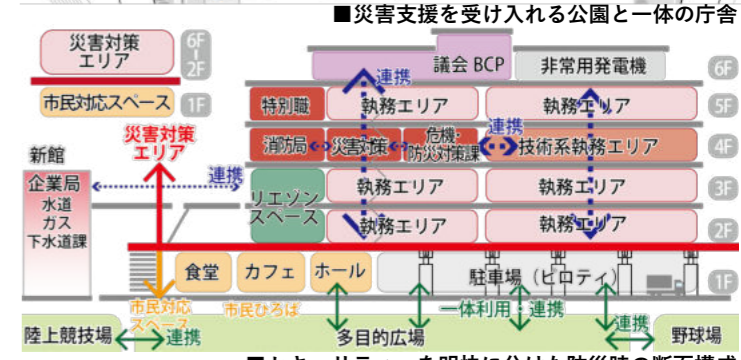 ■災害支援を受け入れる公園と一体の庁舎
災害対策
エリア
6F
2F
市民対応スペース
1F
議会 BCP
非常用発電機
6F
連携
特別職
執務エリア
執務エリア
5F
災害対策
エリア
消防局
災害対策
危機・
防災対策課
連携
技術系執務エリア
4F
新館
企業局
水道
ガス
下水道課
連携
リエゾン
スペース
執務エリア
執務エリア
3F
執務エリア
執務エリア
2F
食堂
カフェ
ホール
駐車場（ピロティ）
1F
市民対応
スペース
市民ひろば
一体利用・連携
陸上競技場
連携
多目的広場
連携
野球場